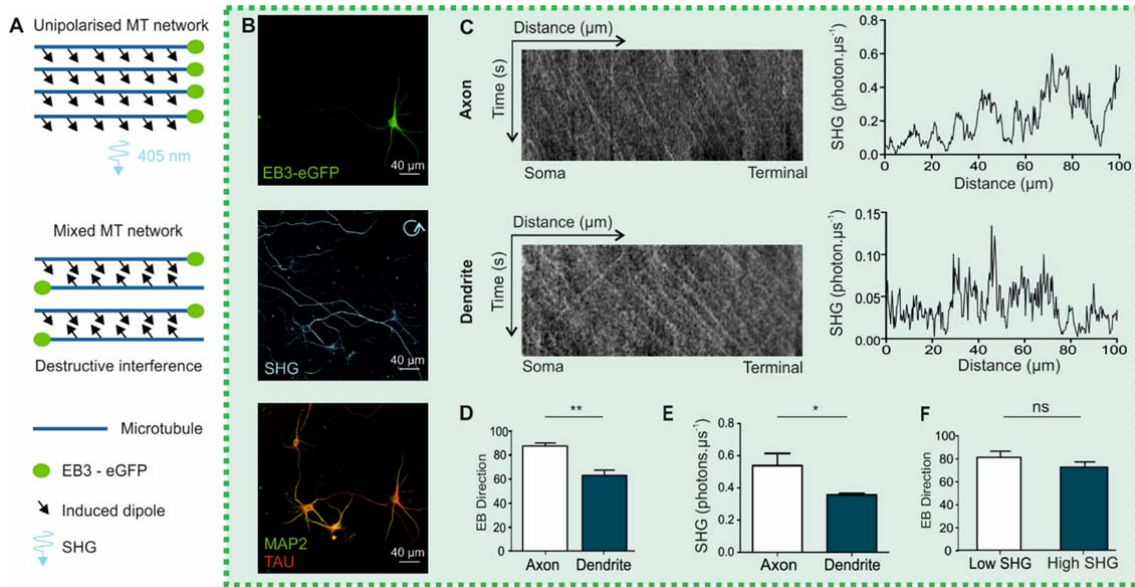 A
Unipolarised MT network
405 nm
Mixed MT network
Destructive interference
Microtubule
EB3 - eGFP
Induced dipole
SHG
B
EB3-eGFP
40 µm
SHG
40 µm
MAP2
TAU
40 µm
C
Distance (µm)
Axon
Time (s)
Soma
Terminal
SHG (photon.µs⁻¹)
0.8
0.6
0.4
0.2
0.0
0 20 40 60 80 100
Distance (µm)
Distance (µm)
Dendrite
Time (s)
Soma
Terminal
SHG (photon.µs⁻¹)
0.15
0.10
0.05
0.00
0 20 40 60 80 100
Distance (µm)
D
**
EB Direction
100
80
60
40
20
0
Axon Dendrite
E
*
SHG (photons.µs⁻¹)
0.8
0.6
0.4
0.2
0.0
Axon Dendrite
F
ns
EB Direction
100
80
60
40
20
0
Low SHG High SHG